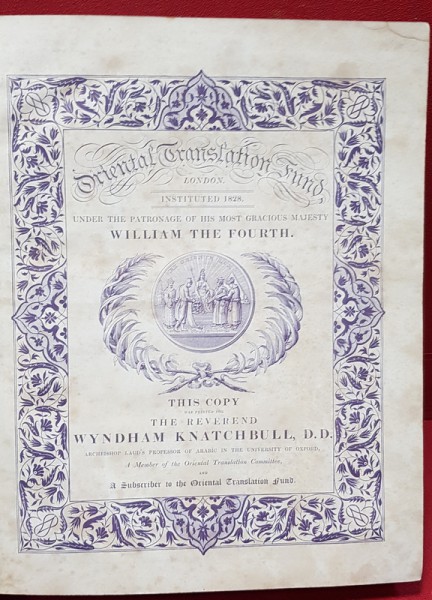 Oriental Translation Fund,
LONDON.
INSTITUTED 1828.
UNDER THE PATRONAGE OF HIS MOST GRACIOUS MAJESTY
WILLIAM THE FOURTH.
THIS COPY
WAS PRINTED FOR
THE REVEREND
WYNDHAM KNATCHBULL, D.D.
ARCHBISHOP LAUD'S PROFESSOR OF ARABIC IN THE UNIVERSITY OF OXFORD,
A Member of the Oriental Translation Committee,
AND
A Subscriber to the Oriental Translation Fund.